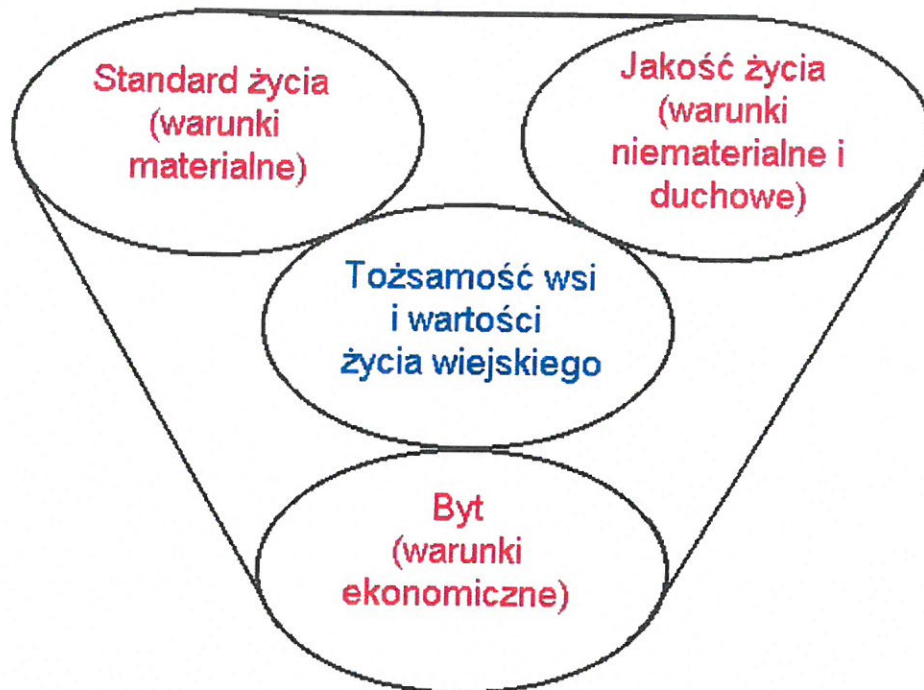 Standard życia
(warunki
materialne)
Jakość życia
(warunki
niematerialne i
duchowe)
Tożsamość wsi
i wartości
życia wiejskiego
Byt
(warunki
ekonomiczne)